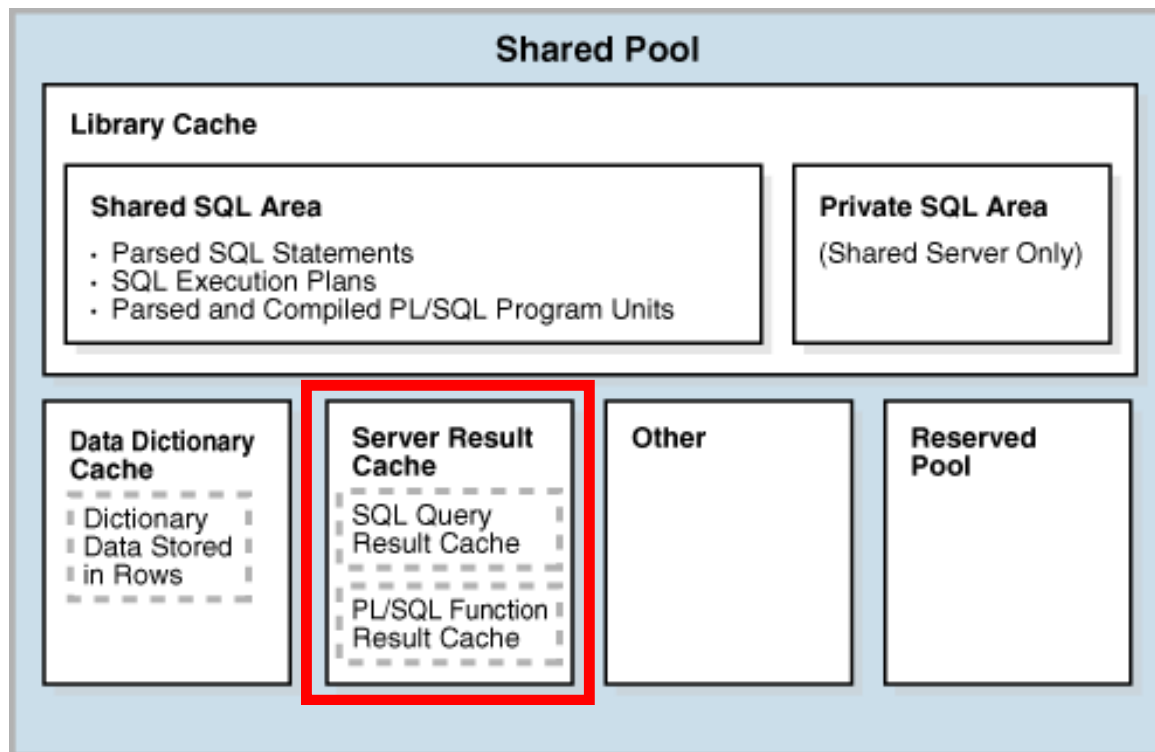 Shared Pool
Library Cache
Shared SQL Area
· Parsed SQL Statements
· SQL Execution Plans
· Parsed and Compiled PL/SQL Program Units
Private SQL Area
(Shared Server Only)
Data Dictionary
Cache
Dictionary
Data Stored
in Rows
Server Result
Cache
SQL Query
Result Cache
PL/SQL Function
Result Cache
Other
Reserved
Pool